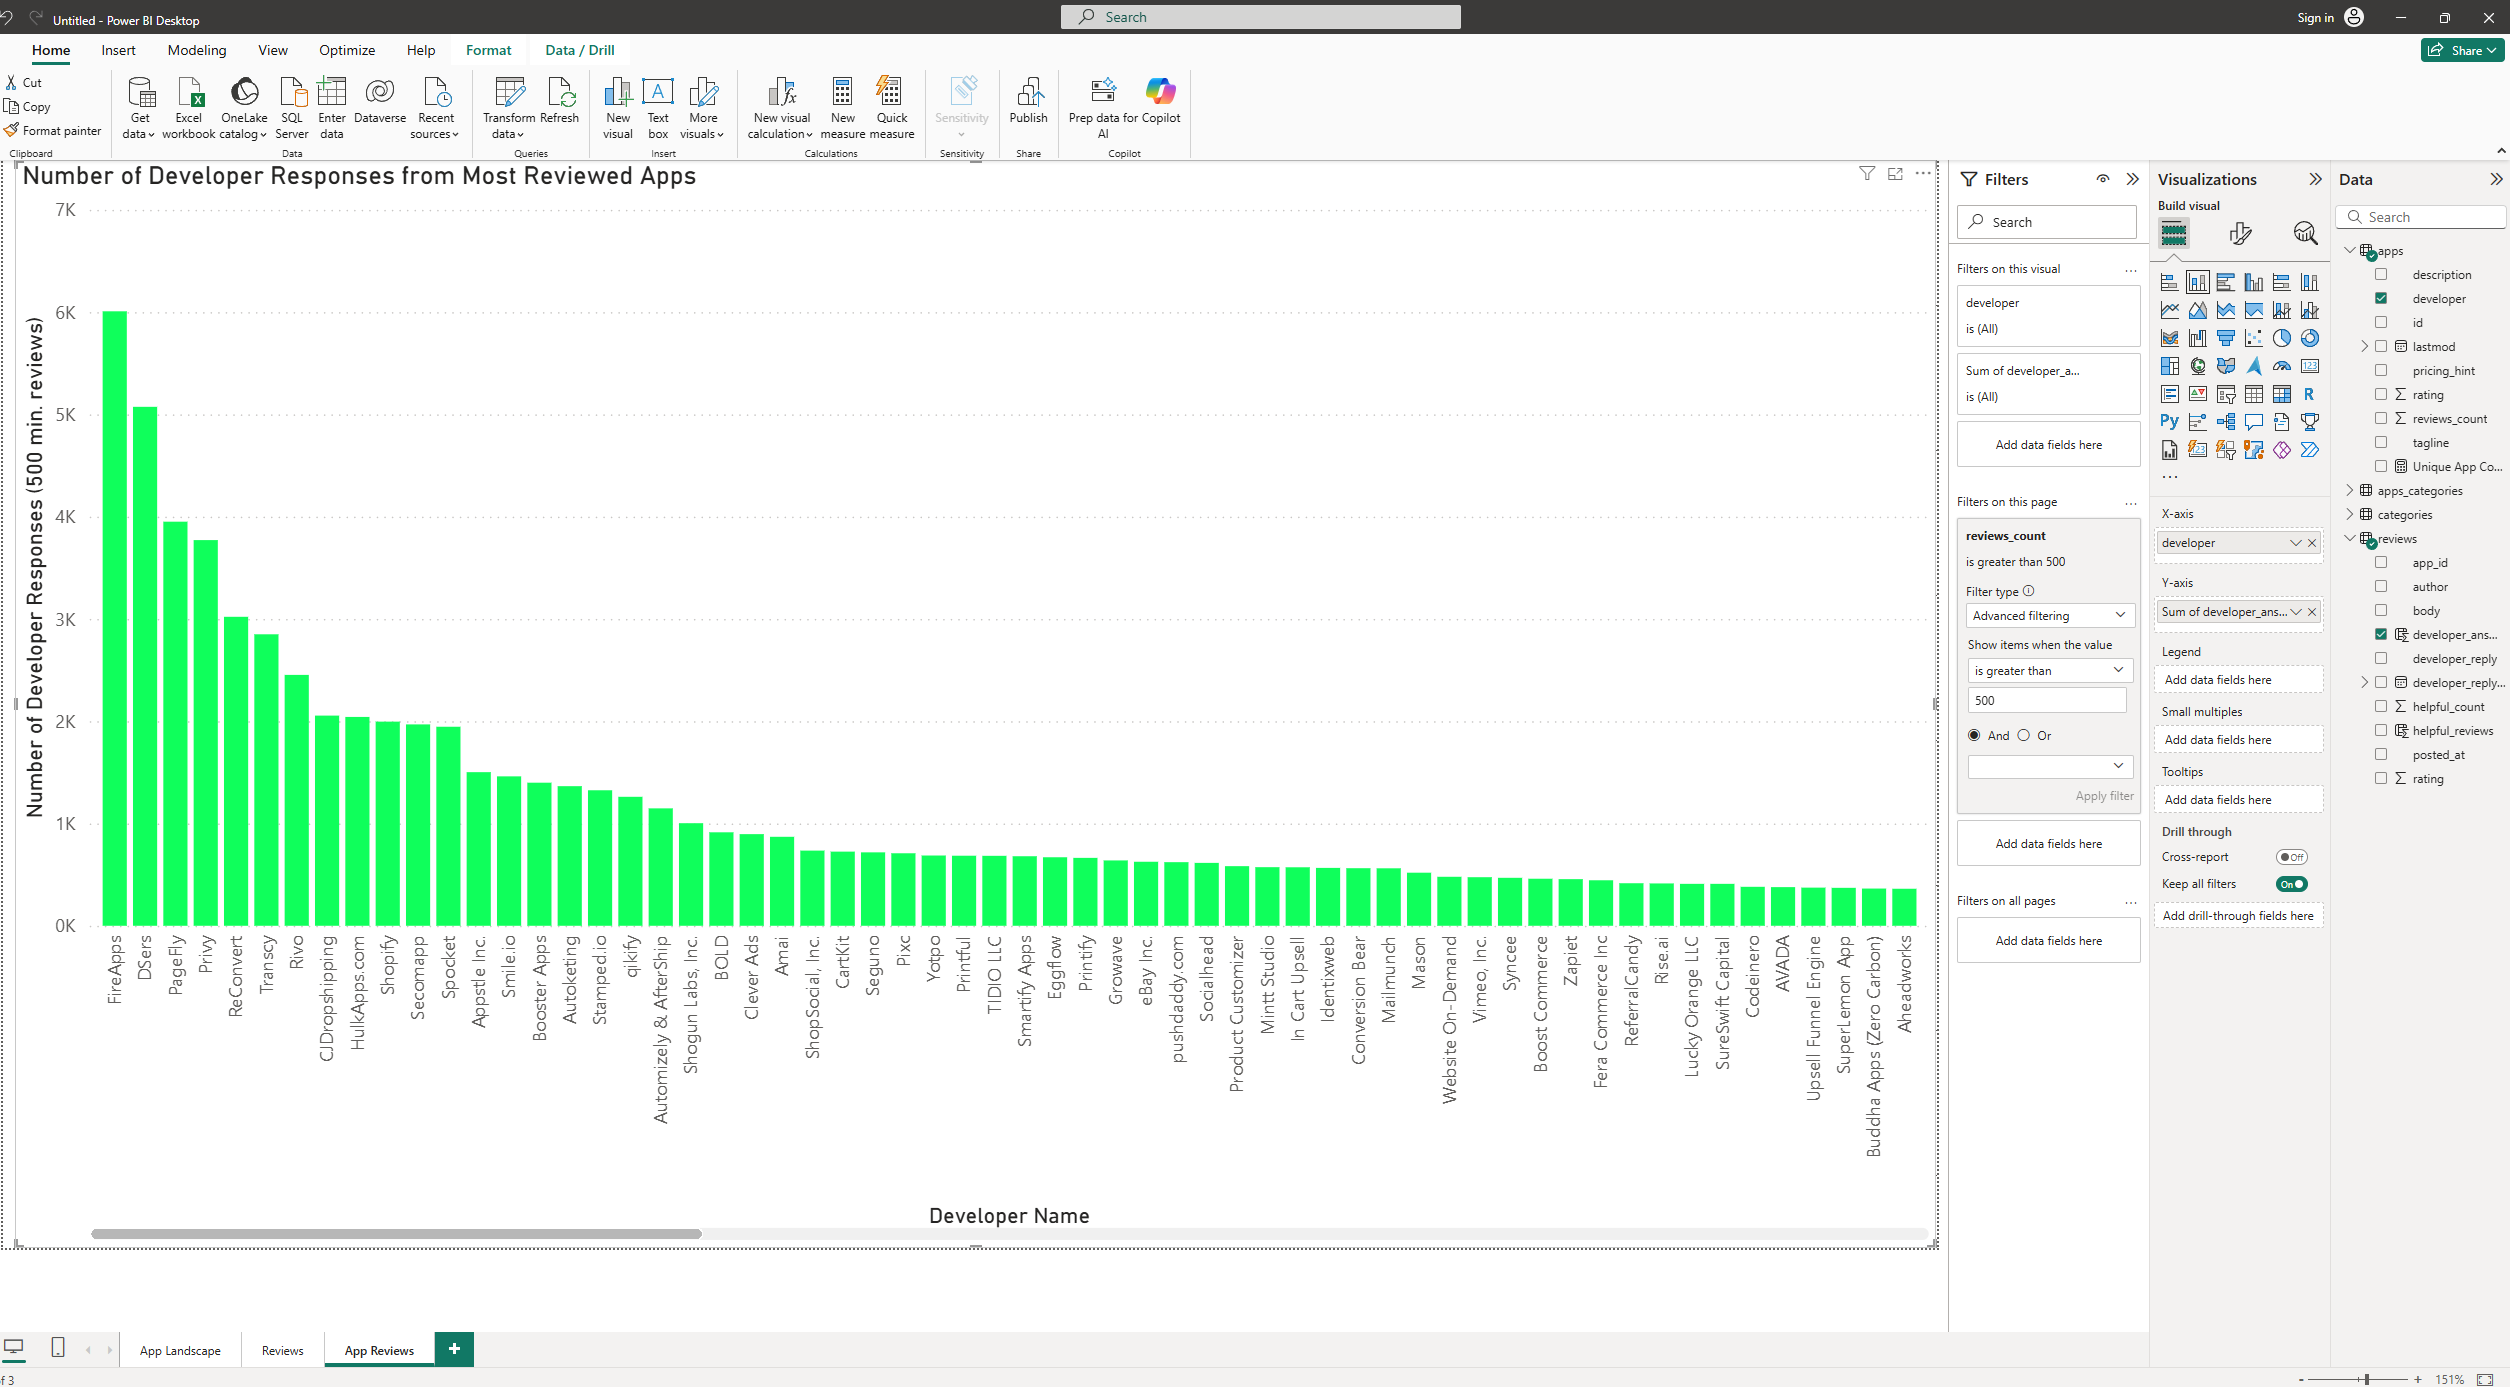 Untitled - Power BI Desktop
Search
Sign in
Home
Insert
Modeling
View
Optimize
Help
Format
Data / Drill
Share
Cut
Copy
Format painter
Clipboard
Get data
Excel workbook
OneLake catalog
SQL Server
Enter data
Dataverse
Recent sources
Data
Transform data
Refresh
Queries
New visual
Text box
More visuals
Insert
New visual calculation
New measure
Quick measure
Calculations
Sensitivity
Sensitivity
Publish
Share
Prep data for AI
Copilot
Copilot
Number of Developer Responses from Most Reviewed Apps
Number of Developer Responses (500 min. reviews)
7K
6K
5K
4K
3K
2K
1K
0K
FireApps
DSers
PageFly
Privy
ReConvert
Transcy
Rivo
CJDropshipping
HulkApps.com
Shopify
Secomapp
Spocket
Appstle Inc.
Smile.io
Booster Apps
Autoketing
Stamped.io
qikify
Automizely & AfterShip
Shogun Labs, Inc.
BOLD
Clever Ads
Amai
ShopSocial, Inc.
CartKit
Seguno
Pixc
Yotpo
Printful
TIDIO LLC
Smartify Apps
Eggflow
Printify
Growave
eBay Inc.
pushdaddy.com
Socialhead
Product Customizer
Mintt Studio
In Cart Upsell
Identixweb
Conversion Bear
Mailmunch
Mason
Website On-Demand
Vimeo, Inc.
Syncee
Boost Commerce
Zapiet
Fera Commerce Inc
ReferralCandy
Rise.ai
Lucky Orange LLC
SureSwift Capital
Codeinero
AVADA
Upsell Funnel Engine
SuperLemon App
Buddha Apps (Zero Carbon)
Aheadworks
Developer Name
Filters
Search
Filters on this visual
...
developer
is (All)
Sum of developer_a...
is (All)
Add data fields here
Filters on this page
...
reviews_count
is greater than 500
Filter type
Advanced filtering
Show items when the value
is greater than
500
And
Or
Apply filter
Add data fields here
Filters on all pages
...
Add data fields here
Visualizations
Build visual
123
R
Py
123
...
X-axis
developer
Y-axis
Sum of developer_ans...
Legend
Add data fields here
Small multiples
Add data fields here
Tooltips
Add data fields here
Drill through
Cross-report
Off
Keep all filters
On
Add drill-through fields here
Data
Search
apps
description
developer
id
lastmod
pricing_hint
rating
reviews_count
tagline
Unique App Co...
apps_categories
categories
reviews
app_id
author
body
developer_ans...
developer_reply
developer_reply...
helpful_count
helpful_reviews
posted_at
rating
App Landscape
Reviews
App Reviews
+
f 3
-
+
151%